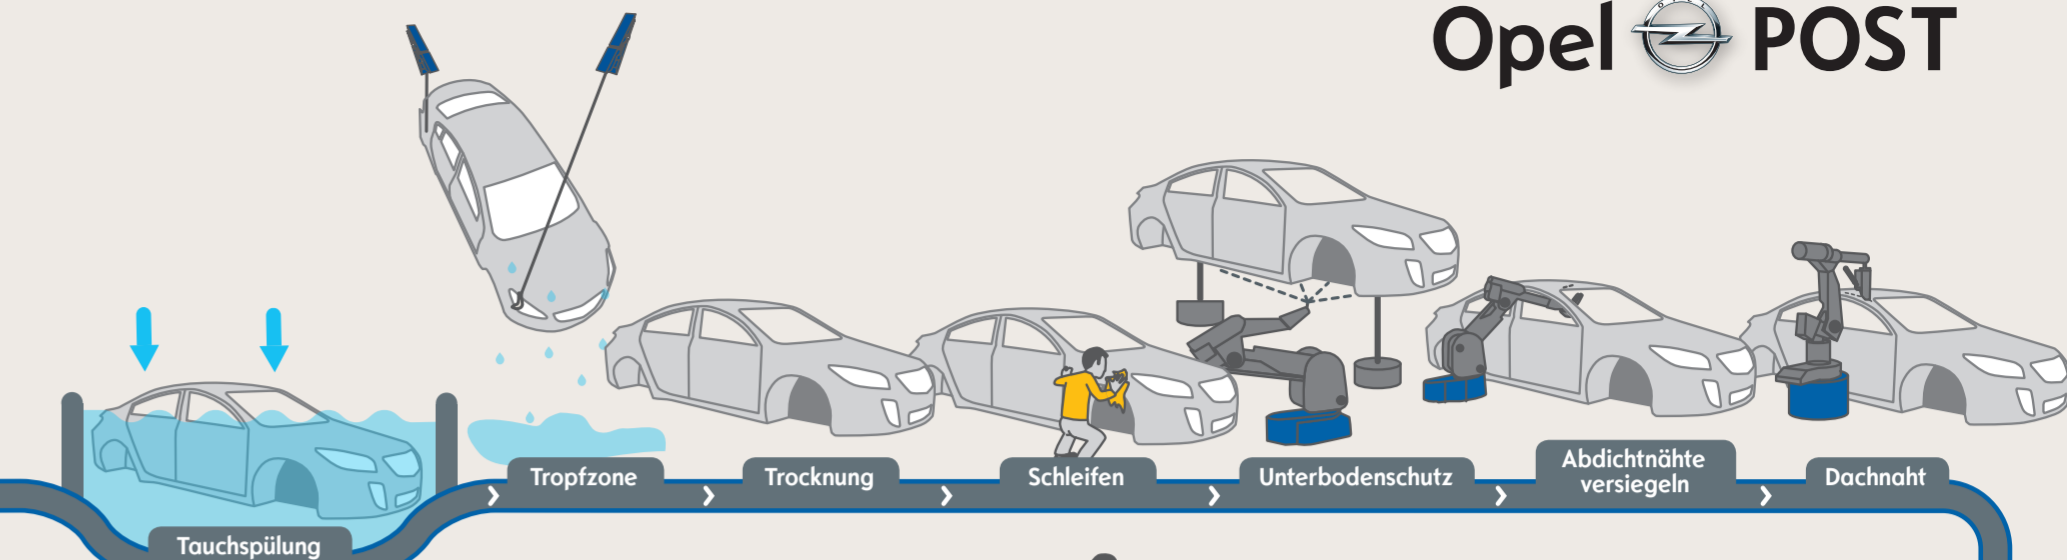 Opel POST
Tropfzone
Trocknung
Schleifen
Unterbodenschutz
Abdichtnähte
versiegeln
Dachnaht
Tauchspülung